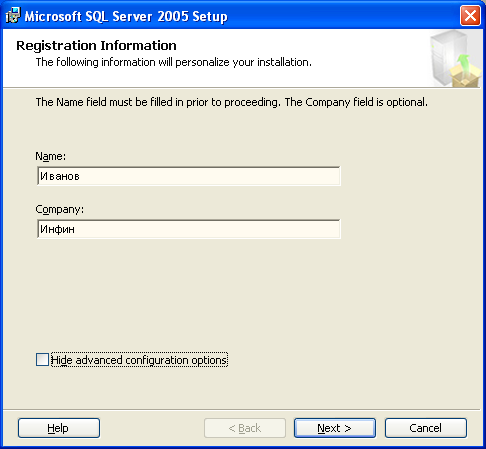 Microsoft SQL Server 2005 Setup
Registration Information
The following information will personalize your installation.
The Name field must be filled in prior to proceeding. The Company field is optional.
Name:
Иванов
Company:
Инфин
Hide advanced configuration options
Help
< Back
Next >
Cancel